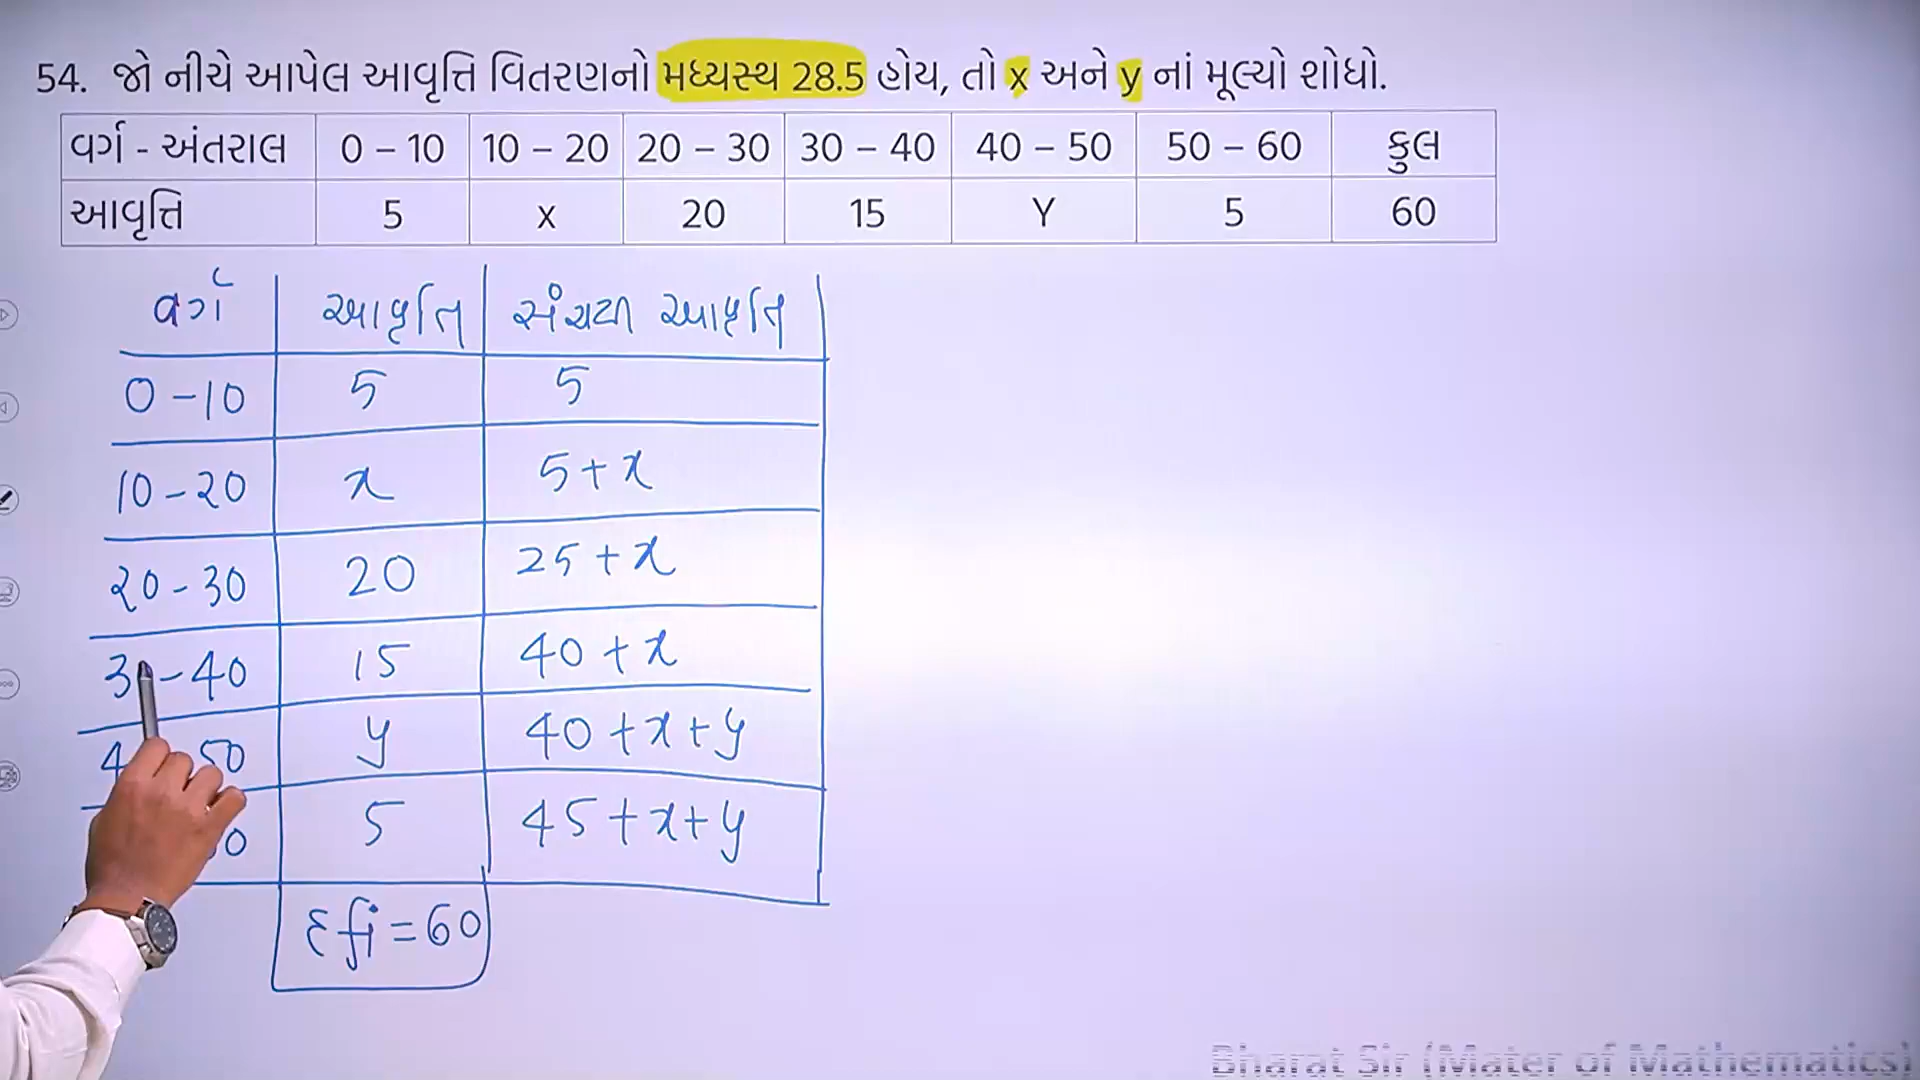 54. જો નીચે આપેલ આવૃત્તિ વિતરણનો મધ્યસ્થ 28.5 હોય, તો x અને y નાં મૂલ્યો શોધો.
વર્ગ - અંતરાલ 0 – 10 10 – 20 20 – 30 30 – 40 40 – 50 50 – 60 કુલ
આવૃત્તિ 5 X 20 15 Y 5 60
વર્ગ આવૃતિ સંચયી આવૃતિ
0-10 5 5
10-20 x 5+x
20-30 20 25+x
30-40 15 40+x
4 50 y 40+x+y
0 5 45+x+y
Σfi=60
Bharat Sir (Mater of Mathematics)